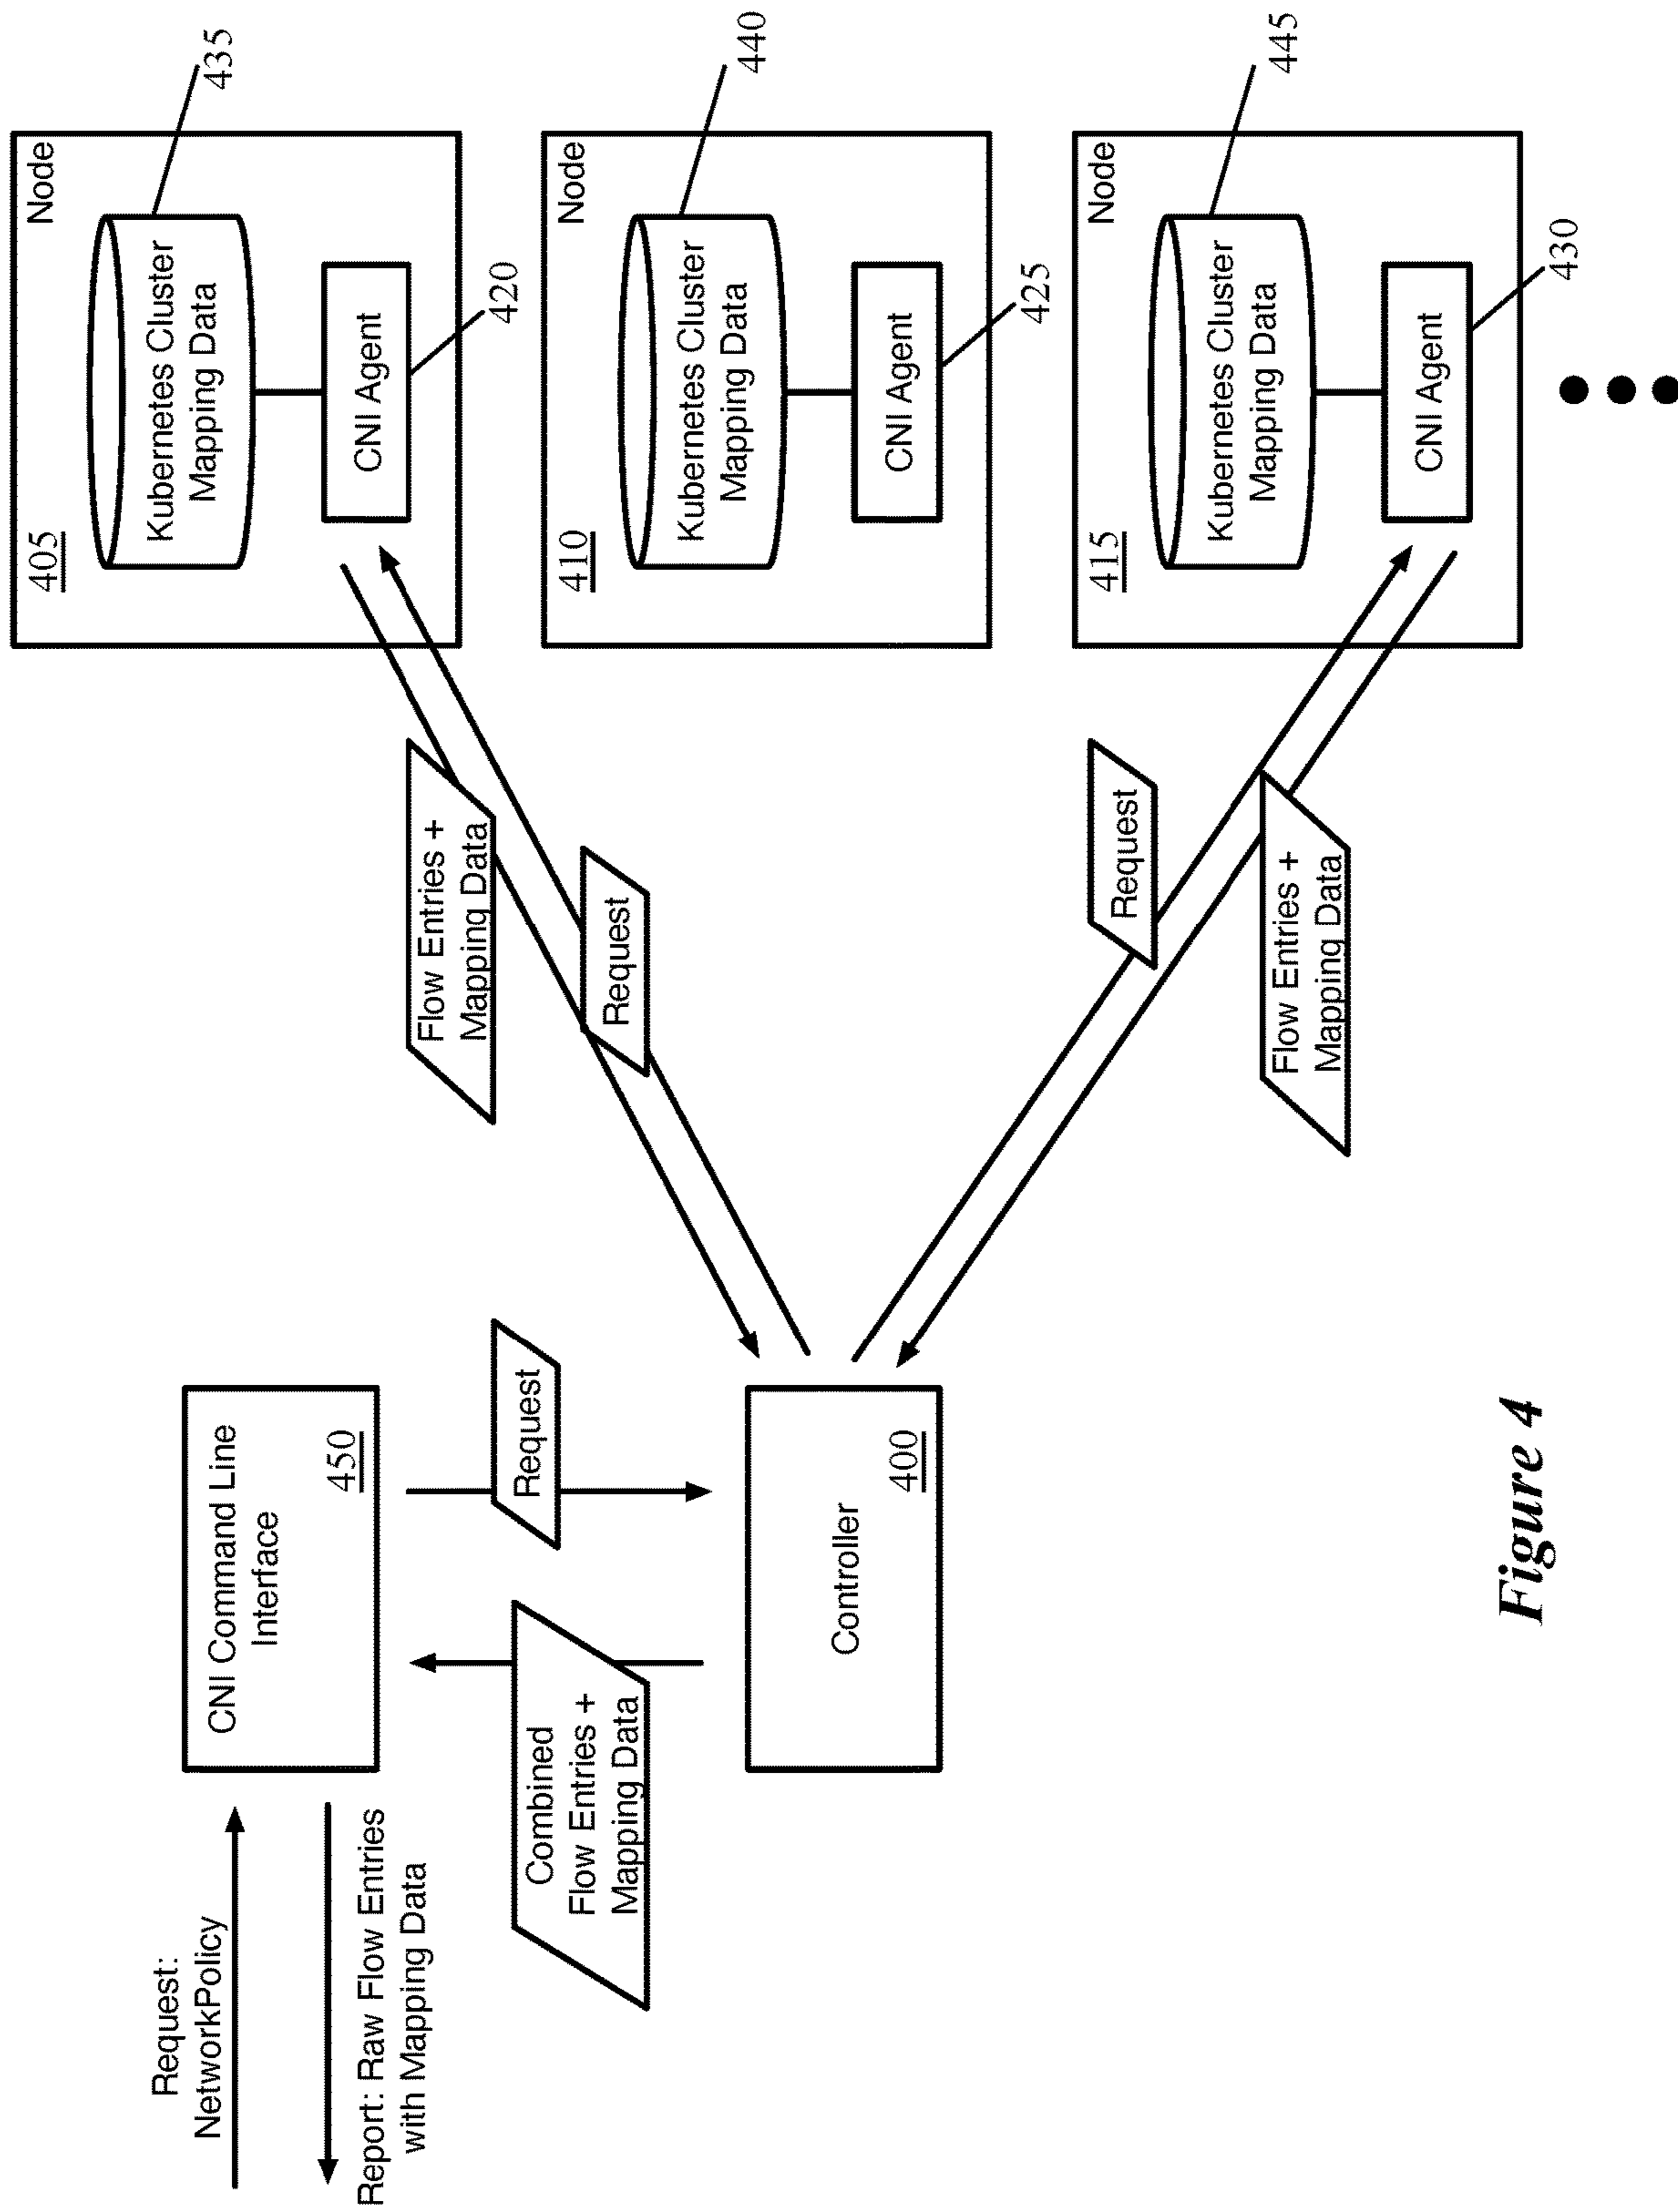 Request:
NetworkPolicy
Report: Raw Flow Entries
with Mapping Data
CNI Command Line
Interface
450
Request
Combined
Flow Entries +
Mapping Data
Controller
400
Flow Entries +
Mapping Data
Request
Request
Flow Entries +
Mapping Data
405
Node
Kubernetes Cluster
Mapping Data
435
CNI Agent
420
410
Node
Kubernetes Cluster
Mapping Data
440
CNI Agent
425
415
Node
Kubernetes Cluster
Mapping Data
445
CNI Agent
430
Figure 4